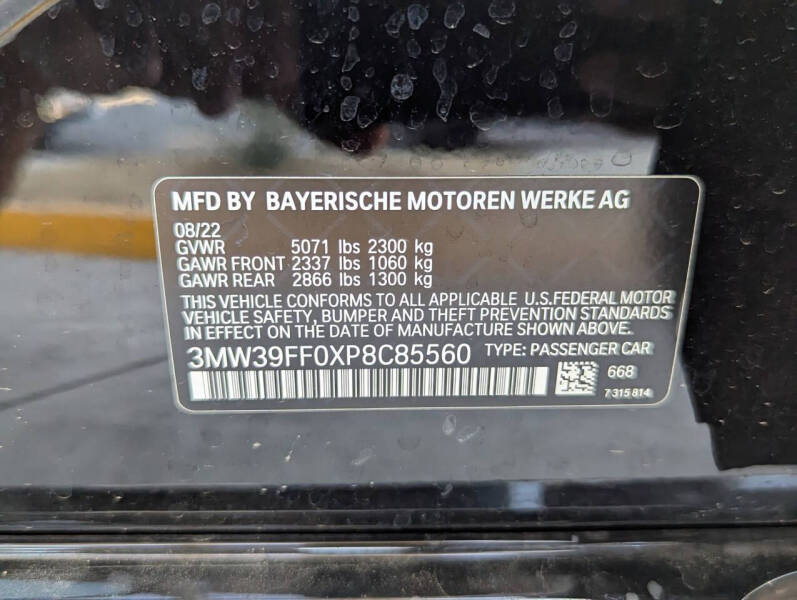 MFD BY BAYERISCHE MOTOREN WERKE AG
08/22
GVWR 5071 lbs 2300 kg
GAWR FRONT 2337 lbs 1060 kg
GAWR REAR 2866 lbs 1300 kg
THIS VEHICLE CONFORMS TO ALL APPLICABLE U.S.FEDERAL MOTOR
VEHICLE SAFETY, BUMPER AND THEFT PREVENTION STANDARDS
IN EFFECT ON THE DATE OF MANUFACTURE SHOWN ABOVE.
3MW39FF0XP8C85560 TYPE: PASSENGER CAR
668
7 315 814